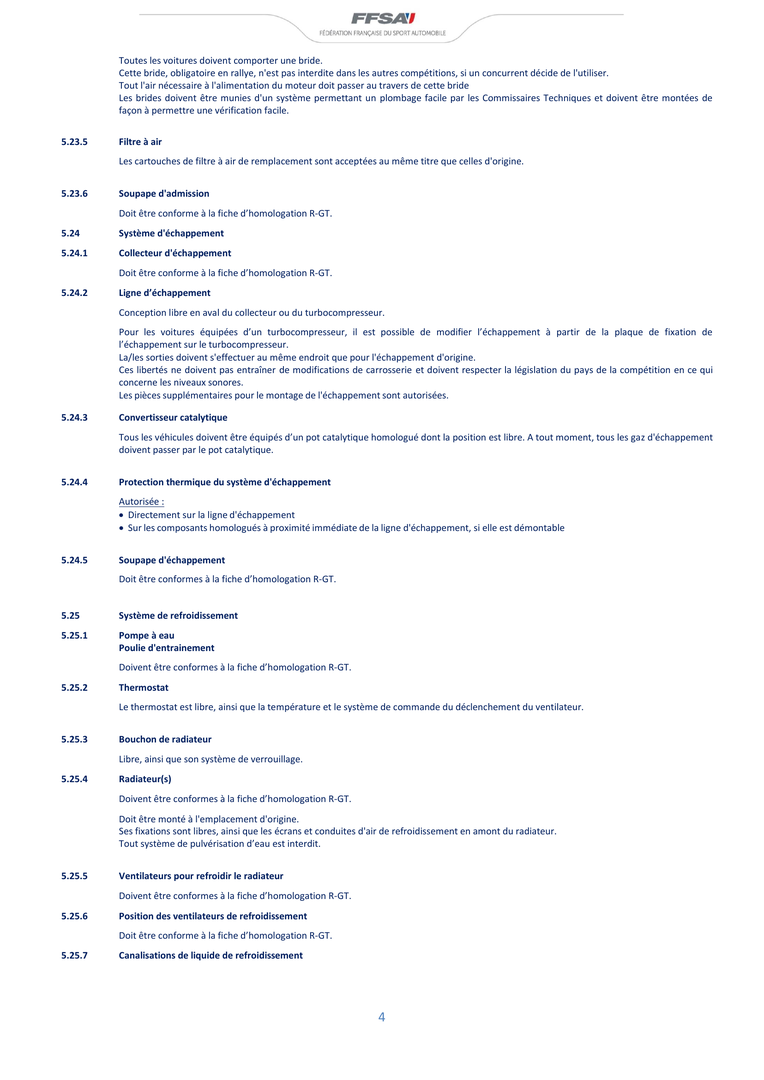 FFSA
FÉDÉRATION FRANÇAISE DU SPORT AUTOMOBILE
Toutes les voitures doivent comporter une bride.
Cette bride, obligatoire en rallye, n'est pas interdite dans les autres compétitions, si un concurrent décide de l'utiliser.
Tout l'air nécessaire à l'alimentation du moteur doit passer au travers de cette bride
Les brides doivent être munies d'un système permettant un plombage facile par les Commissaires Techniques et doivent être montées de
façon à permettre une vérification facile.
5.23.5 Filtre à air
Les cartouches de filtre à air de remplacement sont acceptées au même titre que celles d'origine.
5.23.6 Soupape d'admission
Doit être conforme à la fiche d’homologation R-GT.
5.24 Système d'échappement
5.24.1 Collecteur d'échappement
Doit être conforme à la fiche d’homologation R-GT.
5.24.2 Ligne d’échappement
Conception libre en aval du collecteur ou du turbocompresseur.
Pour les voitures équipées d’un turbocompresseur, il est possible de modifier l’échappement à partir de la plaque de fixation de
l’échappement sur le turbocompresseur.
La/les sorties doivent s'effectuer au même endroit que pour l'échappement d'origine.
Ces libertés ne doivent pas entraîner de modifications de carrosserie et doivent respecter la législation du pays de la compétition en ce qui
concerne les niveaux sonores.
Les pièces supplémentaires pour le montage de l'échappement sont autorisées.
5.24.3 Convertisseur catalytique
Tous les véhicules doivent être équipés d’un pot catalytique homologué dont la position est libre. A tout moment, tous les gaz d'échappement
doivent passer par le pot catalytique.
5.24.4 Protection thermique du système d'échappement
Autorisée :
• Directement sur la ligne d'échappement
• Sur les composants homologués à proximité immédiate de la ligne d'échappement, si elle est démontable
5.24.5 Soupape d'échappement
Doit être conformes à la fiche d’homologation R-GT.
5.25 Système de refroidissement
5.25.1 Pompe à eau
Poulie d'entrainement
Doivent être conformes à la fiche d’homologation R-GT.
5.25.2 Thermostat
Le thermostat est libre, ainsi que la température et le système de commande du déclenchement du ventilateur.
5.25.3 Bouchon de radiateur
Libre, ainsi que son système de verrouillage.
5.25.4 Radiateur(s)
Doivent être conformes à la fiche d’homologation R-GT.
Doit être monté à l'emplacement d'origine.
Ses fixations sont libres, ainsi que les écrans et conduites d'air de refroidissement en amont du radiateur.
Tout système de pulvérisation d’eau est interdit.
5.25.5 Ventilateurs pour refroidir le radiateur
Doivent être conformes à la fiche d’homologation R-GT.
5.25.6 Position des ventilateurs de refroidissement
Doit être conforme à la fiche d’homologation R-GT.
5.25.7 Canalisations de liquide de refroidissement
4